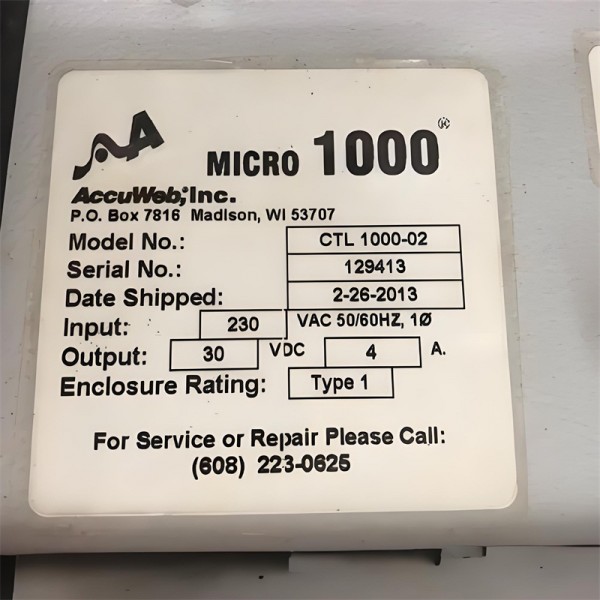 MICRO 1000®
AccuWeb, Inc.
P.O. Box 7816 Madison, WI 53707
Model No.: CTL 1000-02
Serial No.: 129413
Date Shipped: 2-26-2013
Input: 230 VAC 50/60HZ, 1Ø
Output: 30 VDC 4 A.
Enclosure Rating: Type 1
For Service or Repair Please Call:
(608) 223-0625